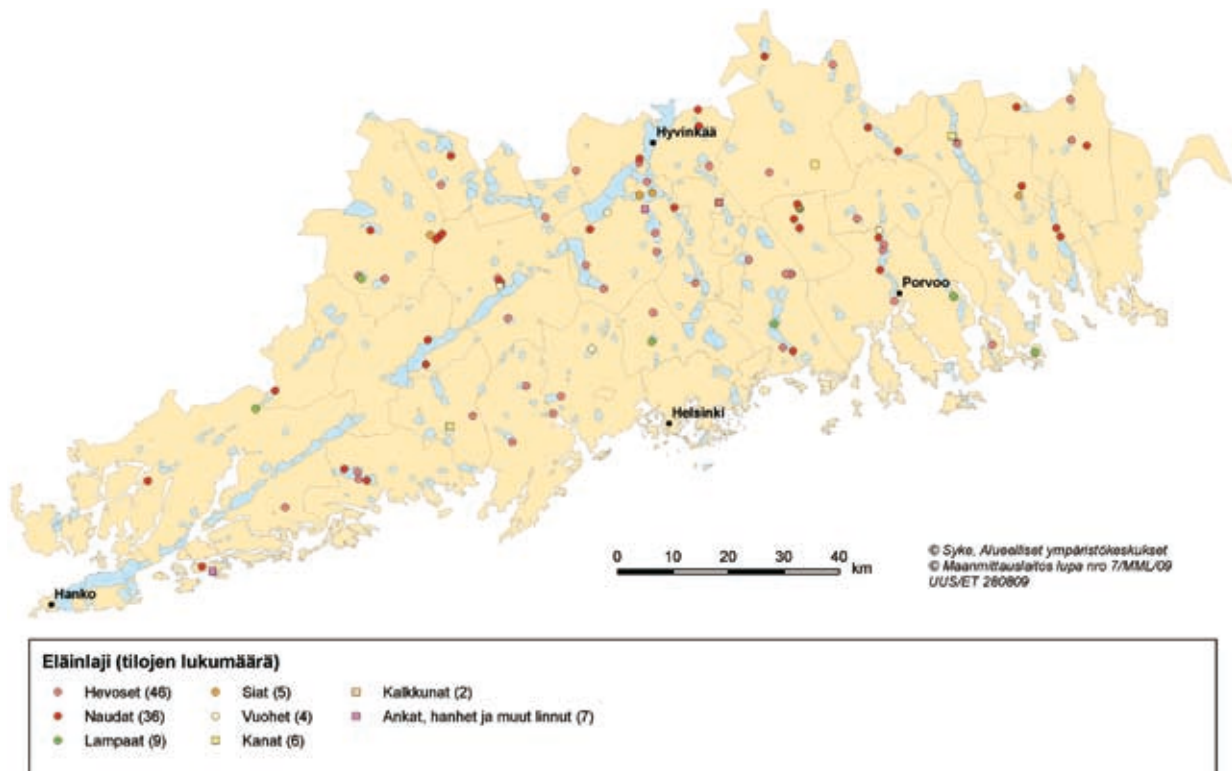 Hyvinkää
Porvoo
Helsinki
Hanko
0 10 20 30 40
km
© Syke, Alueelliset ympäristökeskukset
© Maanmittauslaitos lupa nro 7/MML/09
UUS/ET 280809
Eläinlaji (tilojen lukumäärä)
Hevoset (46) Siat (5) Kalkkunat (2)
Naudat (36) Vuohet (4) Ankat, hanhet ja muut linnut (7)
Lampaat (9) Kanat (6)